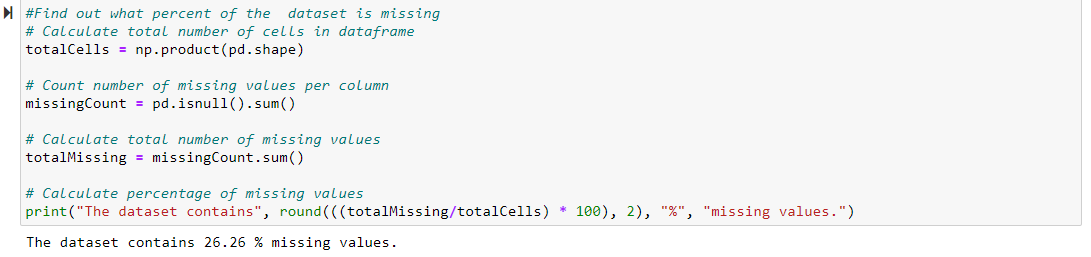 #Find out what percent of the  dataset is missing
# Calculate total number of cells in dataframe
totalCells = np.product(pd.shape)
# Count number of missing values per column
missingCount = pd.isnull().sum()
# Calculate total number of missing values
totalMissing = missingCount.sum()
# Calculate percentage of missing values
print("The dataset contains", round(((totalMissing/totalCells) * 100), 2), "%", "missing values.")
The dataset contains 26.26 % missing values.